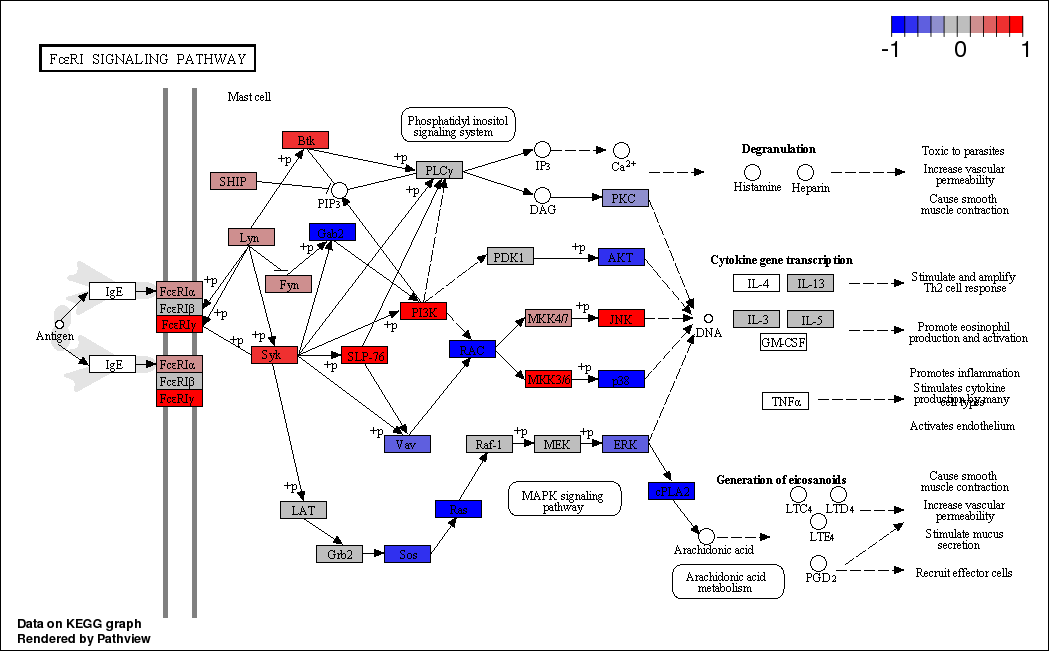 -1 0 1
FcεRI SIGNALING PATHWAY
Mast cell
Phosphatidyl inositol
signaling system
Btk
+p
+p
PLCγ
+p
IP3
Ca2+
Degranulation
Histamine
Heparin
Toxic to parasites
Increase vascular
permeability
Cause smooth
muscle contraction
SHIP
PIP3
DAG
PKC
Lyn
Gab2
+p
Fyn
PDK1
+p
AKT
Cytokine gene transcription
IL-4
IL-13
Stimulate and amplify
Th2 cell response
IgE
FcεRIα
FcεRIβ
FcεRIγ
+p
+p
Antigen
PI3K
+p
MKK4/7
+p
JNK
DNA
IL-3
IL-5
GM-CSF
Promote eosinophil
production and activation
+p
Syk
+p
SLP-76
RAC
IgE
FcεRIα
FcεRIβ
FcεRIγ
MKK3/6
+p
p38
TNFα
Promotes inflammation
Stimulates cytokine
production by many
cell types
Activates endothelium
+p
Vav
Raf-1
+p
MEK
+p
ERK
+p
LAT
Grb2
Sos
Ras
MAPK signaling
pathway
cPLA2
Generation of eicosanoids
LTC4
LTD4
LTE4
PGD2
Cause smooth
muscle contraction
Increase vascular
permeability
Stimulate mucus
secretion
Recruit effector cells
Arachidonic acid
Arachidonic acid
metabolism
Data on KEGG graph
Rendered by Pathview